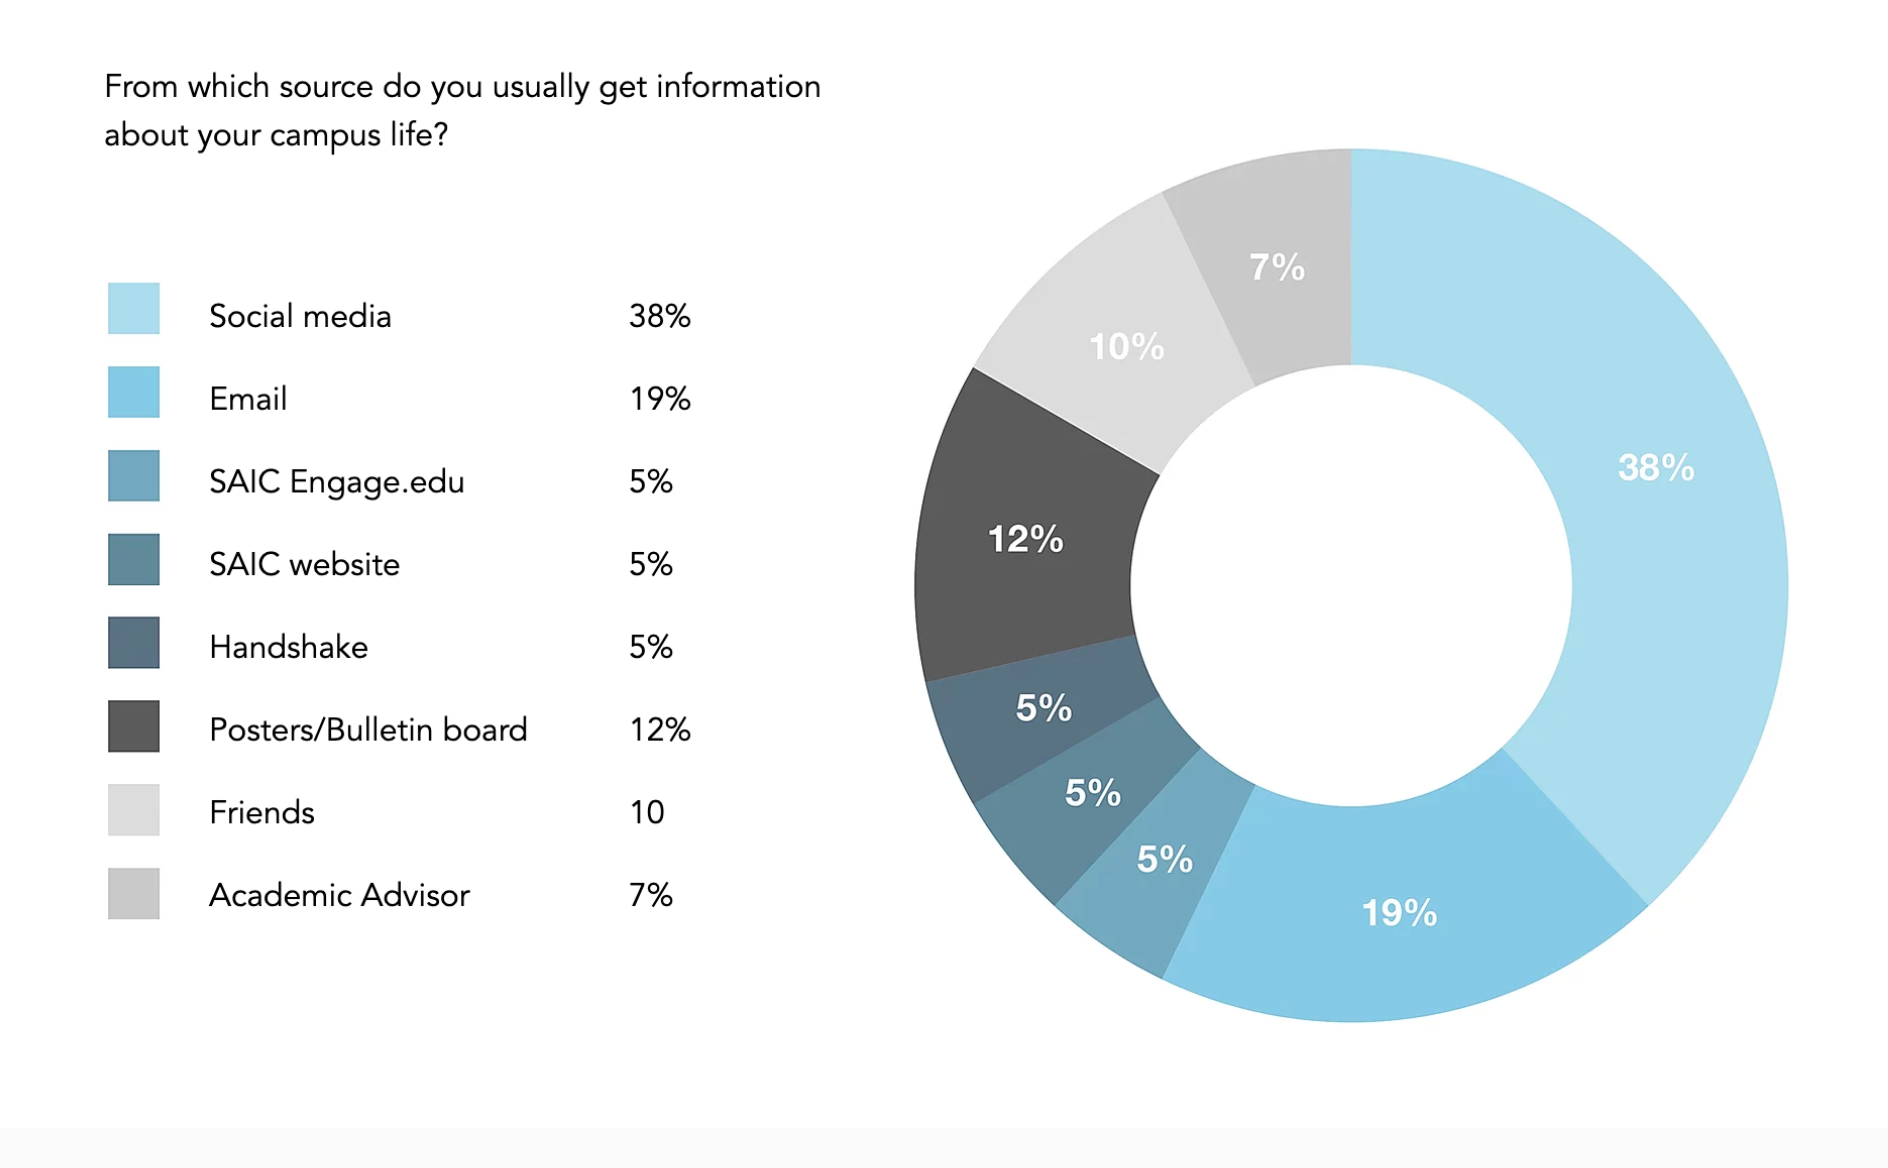 From which source do you usually get information
about your campus life?
Social media 38%
Email 19%
SAIC Engage.edu 5%
SAIC website 5%
Handshake 5%
Posters/Bulletin board 12%
Friends 10
Academic Advisor 7%
7%
10%
38%
12%
5%
5%
5%
19%